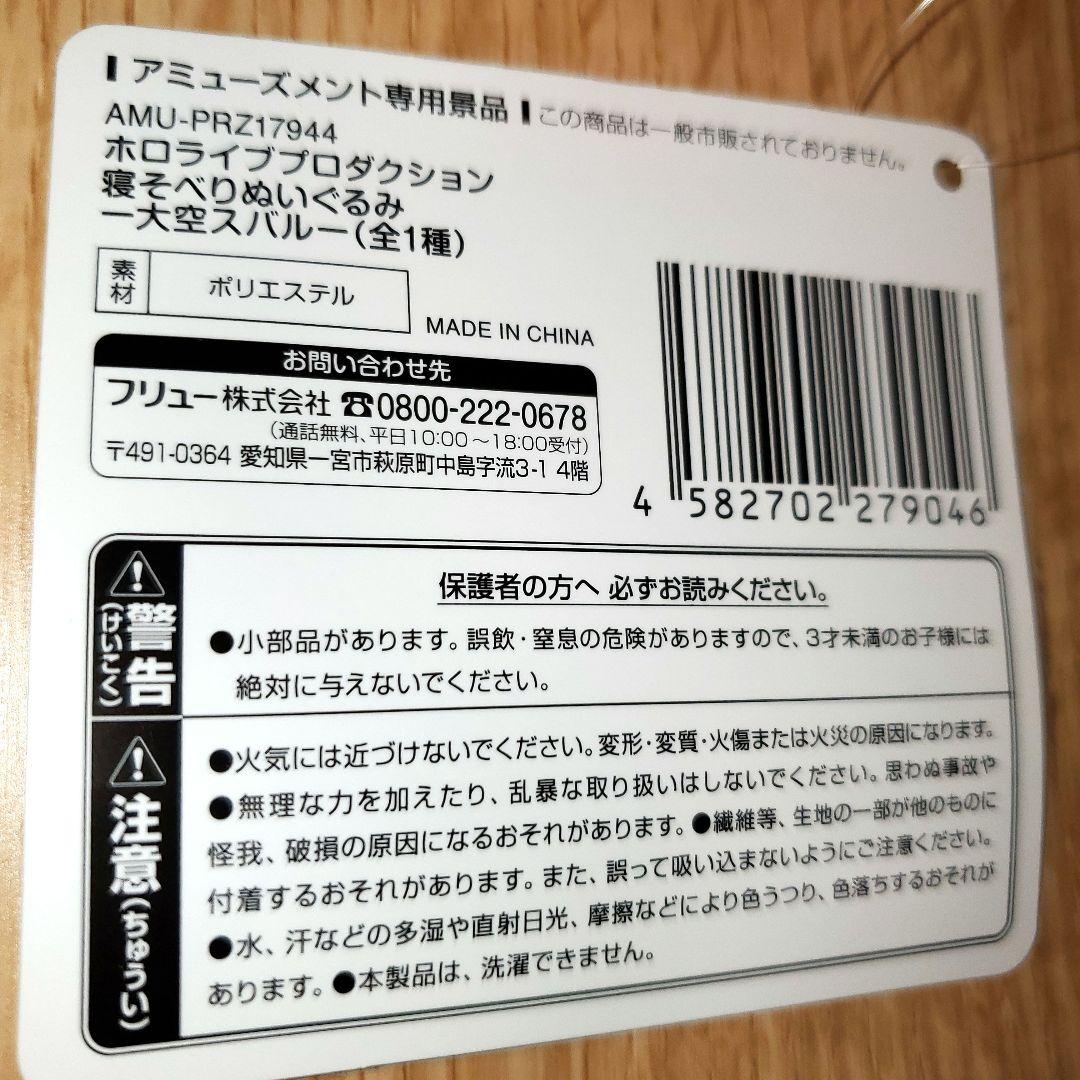 アミューズメント専用景品 この商品は一般市販されておりません。
AMU-PRZ17944
ホロライブプロダクション
寝そべりぬいぐるみ
ー大空スバルー(全1種)
素材 ポリエステル
MADE IN CHINA
お問い合わせ先
フリュー株式会社 ☎0800-222-0678
(通話無料、平日10:00～18:00受付)
〒491-0364 愛知県一宮市萩原町中島字流3-1 4階
4 582702 279046
警告(けいこく)
保護者の方へ 必ずお読みください。
●小部品があります。誤飲・窒息の危険がありますので、3才未満のお子様には
絶対に与えないでください。
注意(ちゅうい)
●火気には近づけないでください。変形・変質・火傷または火災の原因になります。
●無理な力を加えたり、乱暴な取り扱いはしないでください。思わぬ事故や
怪我、破損の原因になるおそれがあります。●繊維等、生地の一部が他のものに
付着するおそれがあります。また、誤って吸い込まないようにご注意ください。
●水、汗などの多湿や直射日光、摩擦などにより色うつり、色落ちするおそれが
あります。●本製品は、洗濯できません。